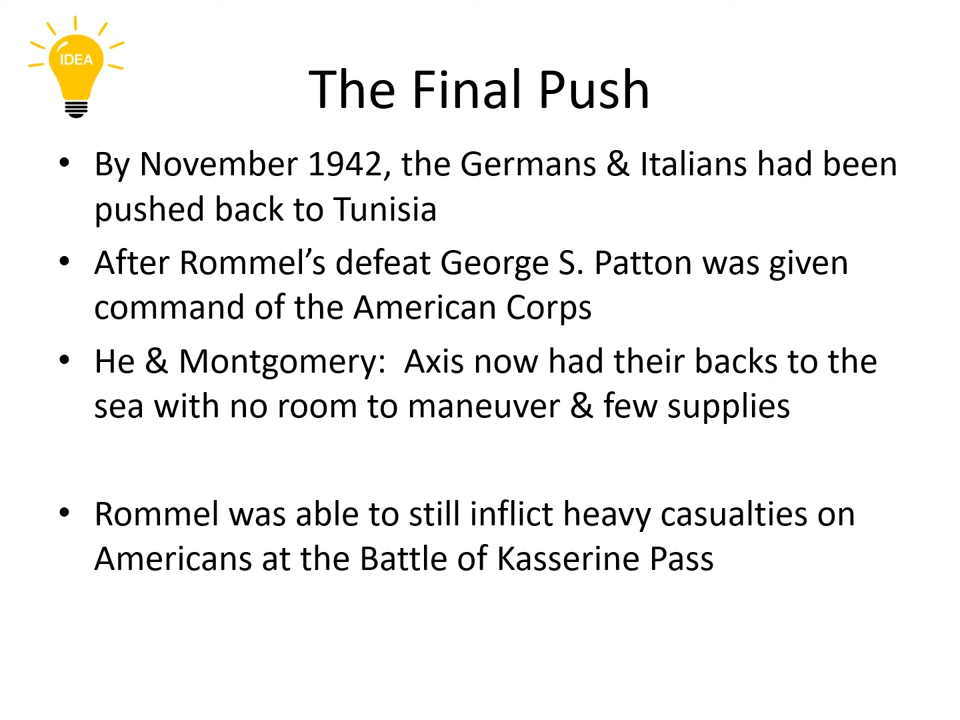 IDEA
The Final Push
• By November 1942, the Germans & Italians had been
pushed back to Tunisia
• After Rommel’s defeat George S. Patton was given
command of the American Corps
• He & Montgomery:  Axis now had their backs to the
sea with no room to maneuver & few supplies
• Rommel was able to still inflict heavy casualties on
Americans at the Battle of Kasserine Pass